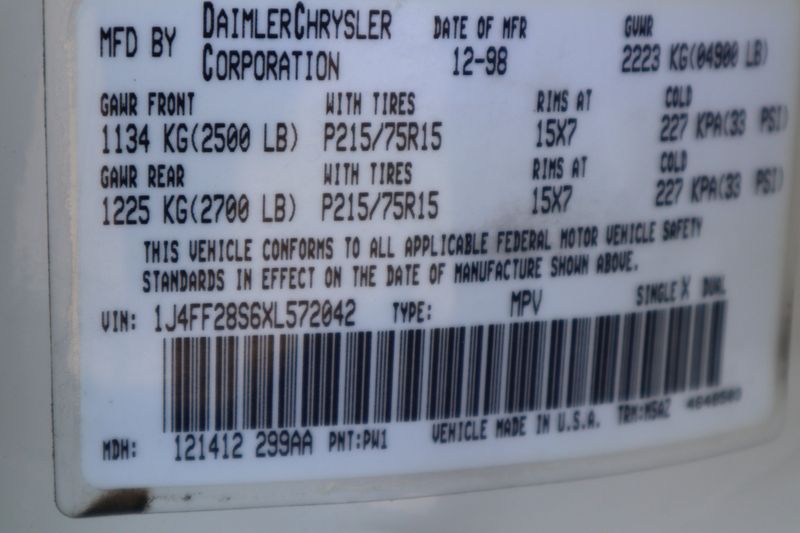 MFD BY DAIMLERCHRYSLER CORPORATION DATE OF MFR 12-98 GVWR 2223 KG(04900 LB)
GAWR FRONT WITH TIRES RIMS AT COLD
1134 KG(2500 LB) P215/75R15 15X7 227 KPA(33 PSI)
GAWR REAR WITH TIRES RIMS AT COLD
1225 KG(2700 LB) P215/75R15 15X7 227 KPA(33 PSI)
THIS VEHICLE CONFORMS TO ALL APPLICABLE FEDERAL MOTOR VEHICLE SAFETY
STANDARDS IN EFFECT ON THE DATE OF MANUFACTURE SHOWN ABOVE.
VIN: 1J4FF28S6XL572042 TYPE: MPV SINGLE X DUAL
MDH: 121412 299AA PNT:PW1 VEHICLE MADE IN U.S.A. TRM:M5AZ